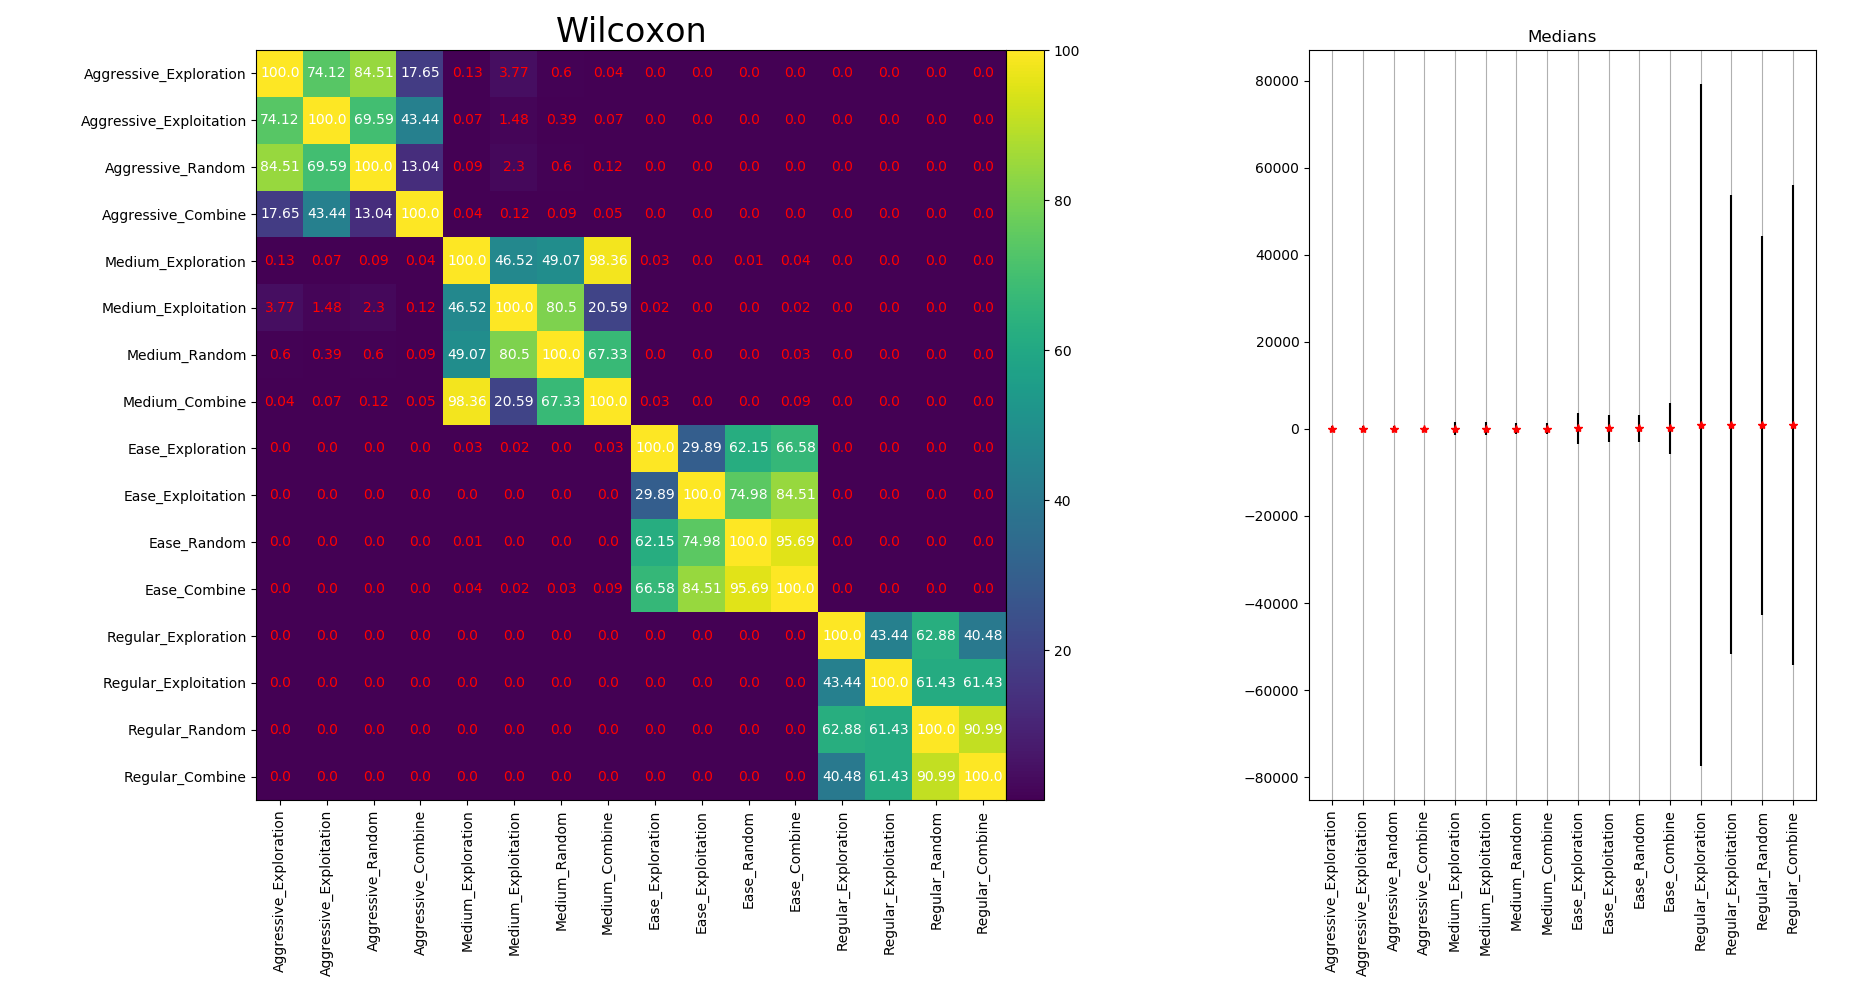 Wilcoxon
Aggressive_Exploration 100.0 74.12 84.51 17.65 0.13 3.77 0.6 0.04 0.0 0.0 0.0 0.0 0.0 0.0 0.0 0.0
Aggressive_Exploitation 74.12 100.0 69.59 43.44 0.07 1.48 0.39 0.07 0.0 0.0 0.0 0.0 0.0 0.0 0.0 0.0
Aggressive_Random 84.51 69.59 100.0 13.04 0.09 2.3 0.6 0.12 0.0 0.0 0.0 0.0 0.0 0.0 0.0 0.0
Aggressive_Combine 17.65 43.44 13.04 100.0 0.04 0.12 0.09 0.05 0.0 0.0 0.0 0.0 0.0 0.0 0.0 0.0
Medium_Exploration 0.13 0.07 0.09 0.04 100.0 46.52 49.07 98.36 0.03 0.0 0.01 0.04 0.0 0.0 0.0 0.0
Medium_Exploitation 3.77 1.48 2.3 0.12 46.52 100.0 80.5 20.59 0.02 0.0 0.0 0.02 0.0 0.0 0.0 0.0
Medium_Random 0.6 0.39 0.6 0.09 49.07 80.5 100.0 67.33 0.0 0.0 0.0 0.03 0.0 0.0 0.0 0.0
Medium_Combine 0.04 0.07 0.12 0.05 98.36 20.59 67.33 100.0 0.03 0.0 0.0 0.09 0.0 0.0 0.0 0.0
Ease_Exploration 0.0 0.0 0.0 0.0 0.03 0.02 0.0 0.03 100.0 29.89 62.15 66.58 0.0 0.0 0.0 0.0
Ease_Exploitation 0.0 0.0 0.0 0.0 0.0 0.0 0.0 0.0 29.89 100.0 74.98 84.51 0.0 0.0 0.0 0.0
Ease_Random 0.0 0.0 0.0 0.0 0.01 0.0 0.0 0.0 62.15 74.98 100.0 95.69 0.0 0.0 0.0 0.0
Ease_Combine 0.0 0.0 0.0 0.0 0.04 0.02 0.03 0.09 66.58 84.51 95.69 100.0 0.0 0.0 0.0 0.0
Regular_Exploration 0.0 0.0 0.0 0.0 0.0 0.0 0.0 0.0 0.0 0.0 0.0 0.0 100.0 43.44 62.88 40.48
Regular_Exploitation 0.0 0.0 0.0 0.0 0.0 0.0 0.0 0.0 0.0 0.0 0.0 0.0 43.44 100.0 61.43 61.43
Regular_Random 0.0 0.0 0.0 0.0 0.0 0.0 0.0 0.0 0.0 0.0 0.0 0.0 62.88 61.43 100.0 90.99
Regular_Combine 0.0 0.0 0.0 0.0 0.0 0.0 0.0 0.0 0.0 0.0 0.0 0.0 40.48 61.43 90.99 100.0
Aggressive_Exploration
Aggressive_Exploitation
Aggressive_Random
Aggressive_Combine
Medium_Exploration
Medium_Exploitation
Medium_Random
Medium_Combine
Ease_Exploration
Ease_Exploitation
Ease_Random
Ease_Combine
Regular_Exploration
Regular_Exploitation
Regular_Random
Regular_Combine
100
80
60
40
20
Medians
80000
60000
40000
20000
0
−20000
−40000
−60000
−80000
Aggressive_Exploration
Aggressive_Exploitation
Aggressive_Random
Aggressive_Combine
Medium_Exploration
Medium_Exploitation
Medium_Random
Medium_Combine
Ease_Exploration
Ease_Exploitation
Ease_Random
Ease_Combine
Regular_Exploration
Regular_Exploitation
Regular_Random
Regular_Combine